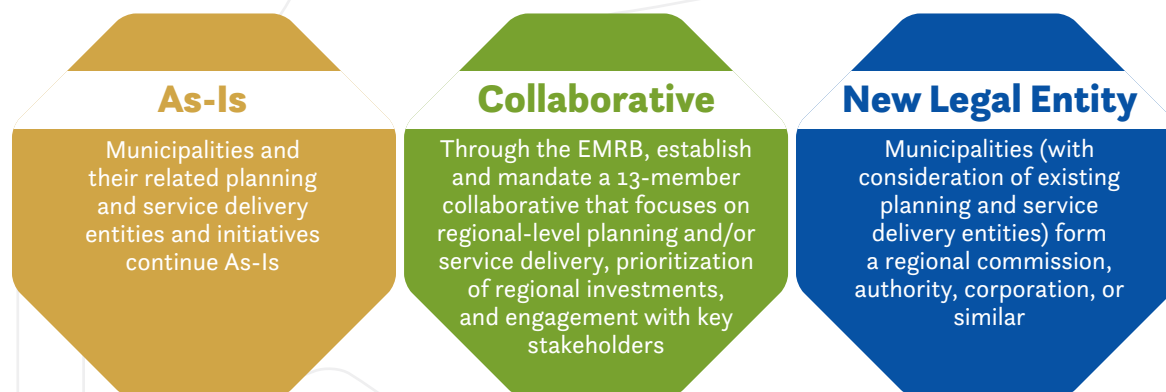 As-Is
Municipalities and
their related planning
and service delivery
entities and initiatives
continue As-Is
Collaborative
Through the EMRB, establish
and mandate a 13-member
collaborative that focuses on
regional-level planning and/or
service delivery, prioritization
of regional investments,
and engagement with key
stakeholders
New Legal Entity
Municipalities (with
consideration of existing
planning and service
delivery entities) form
a regional commission,
authority, corporation, or
similar